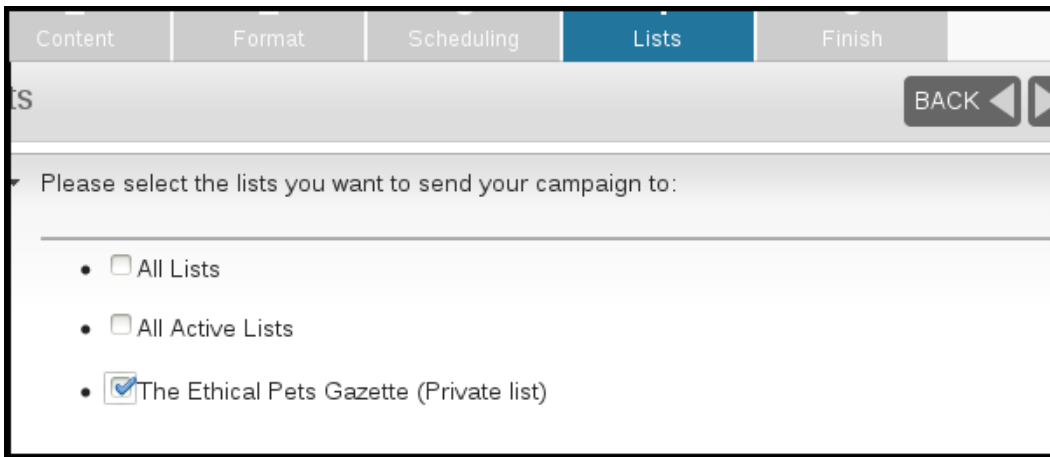 Content Format Scheduling Lists Finish
ts
BACK
Please select the lists you want to send your campaign to:
All Lists
All Active Lists
The Ethical Pets Gazette (Private list)